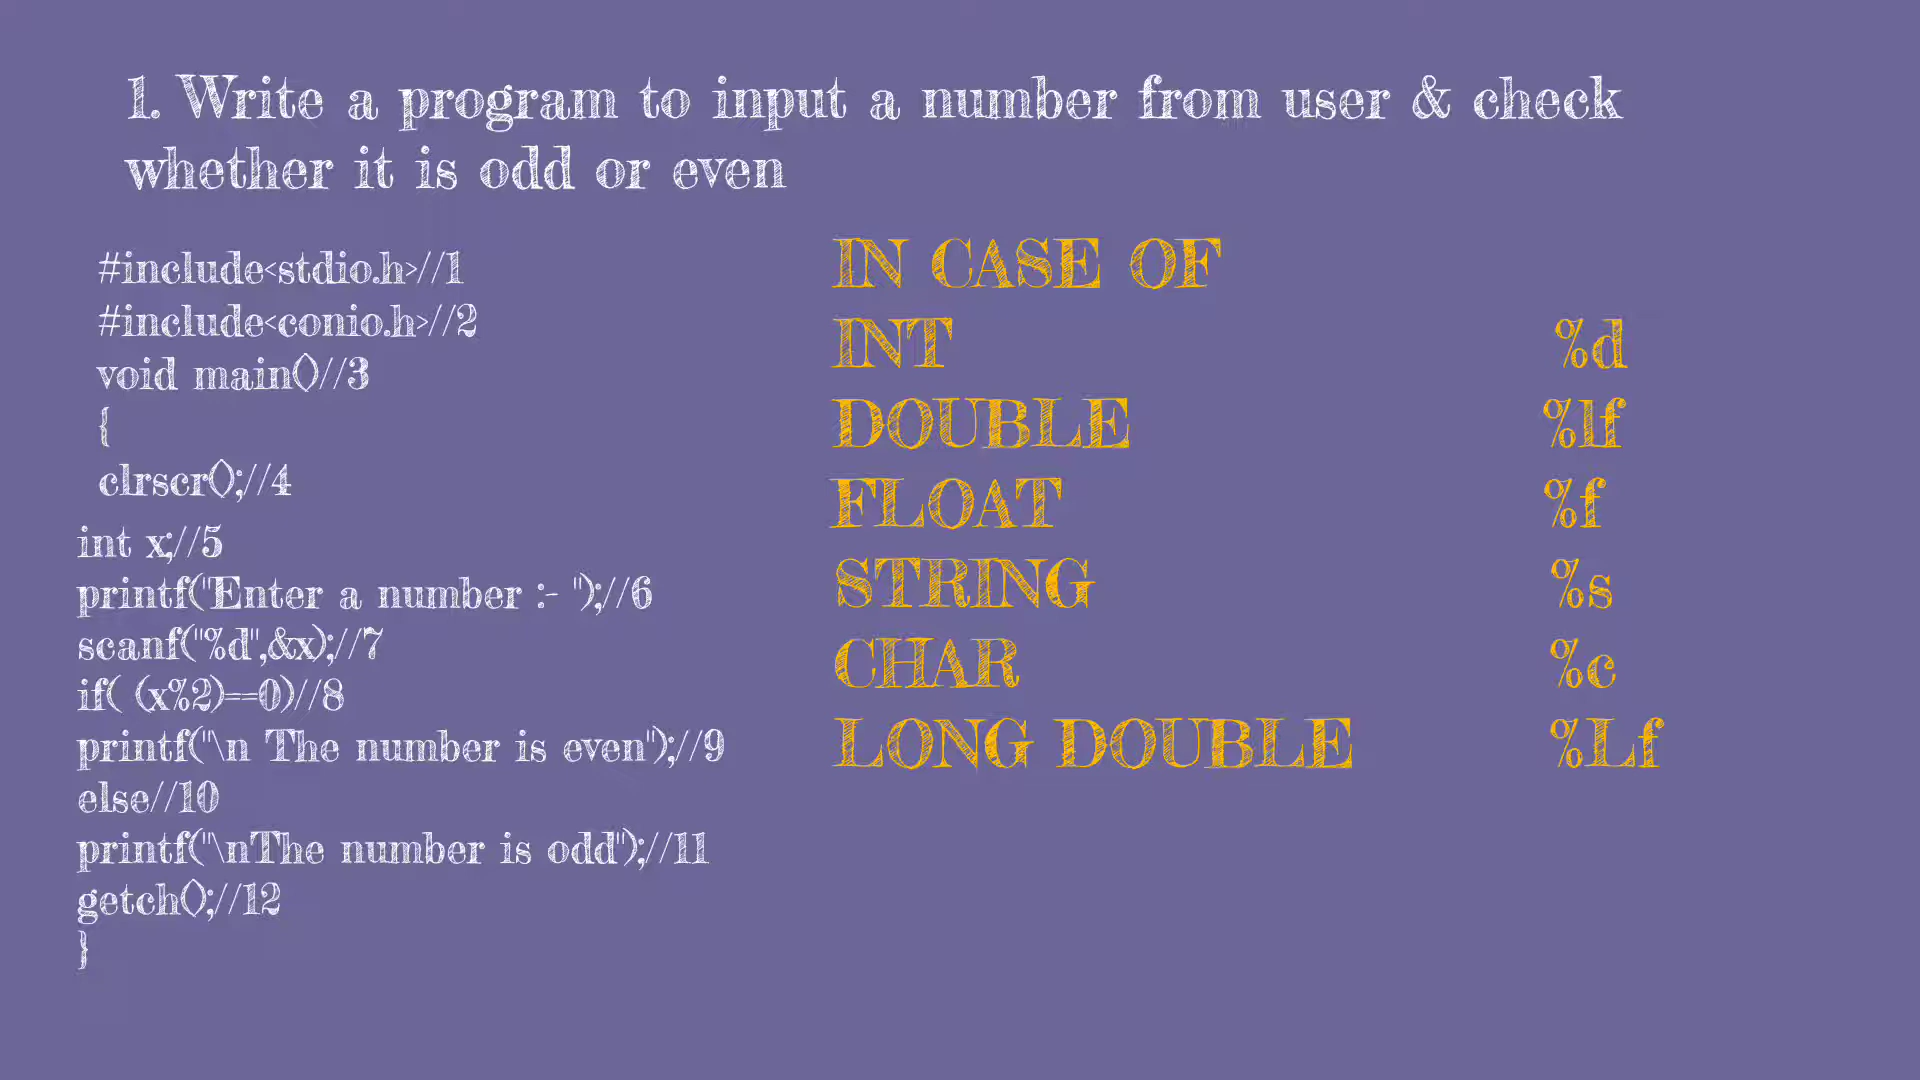 1. Write a program to input a number from user & check
whether it is odd or even
#include<stdio.h>//1
#include<conio.h>//2
void main()//3
{
clrscr();//4
int x;//5
printf("Enter a number :- ");//6
scanf("%d",&x);//7
if( (x%2)==0)//8
printf("\n The number is even");//9
else//10
printf("\nThe number is odd");//11
getch();//12
}
IN CASE OF
INT %d
DOUBLE %lf
FLOAT %f
STRING %s
CHAR %c
LONG DOUBLE %Lf